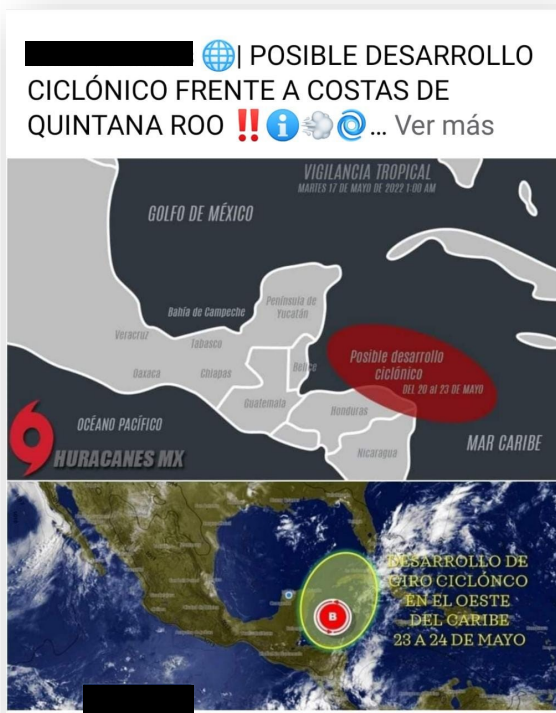 🌐| POSIBLE DESARROLLO
CICLÓNICO FRENTE A COSTAS DE
QUINTANA ROO ‼️ℹ️💨🌀... Ver más
VIGILANCIA TROPICAL
MARTES 17 DE MAYO DE 2022 1:00 AM
GOLFO DE MÉXICO
Península de
Yucatán
Bahía de Campeche
Veracruz
Tabasco
Oaxaca
Chiapas
Belice
Guatemala
Honduras
Nicaragua
Posible desarrollo
ciclónico
DEL 20 al 23 DE MAYO
OCÉANO PACÍFICO
MAR CARIBE
HURACANES MX
DESARROLLO DE
GIRO CICLÓNCO
EN EL OESTE
DEL CARIBE
23 A 24 DE MAYO
B